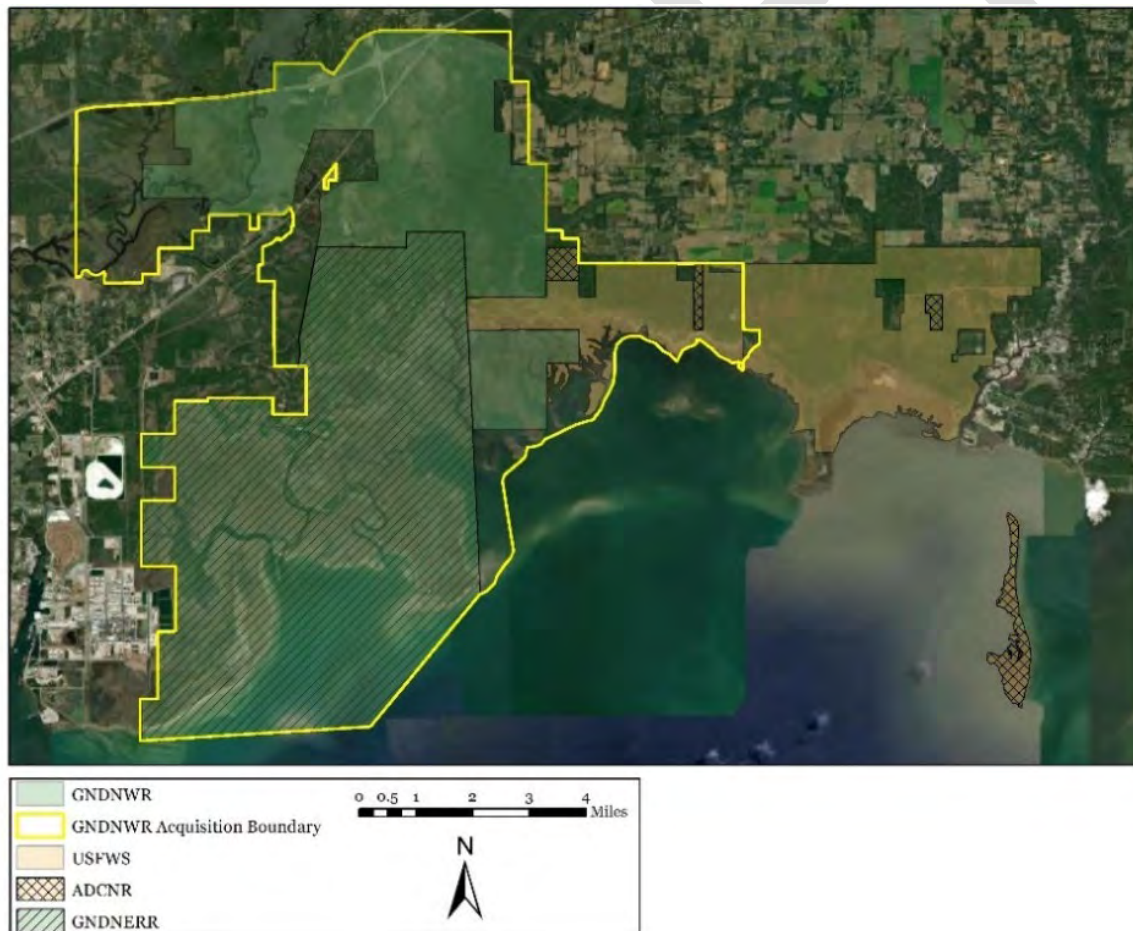 GNDNWR
GNDNWR Acquisition Boundary
USFWS
ADCNR
GNDNERR
0 0.5 1 2 3 4
Miles
N